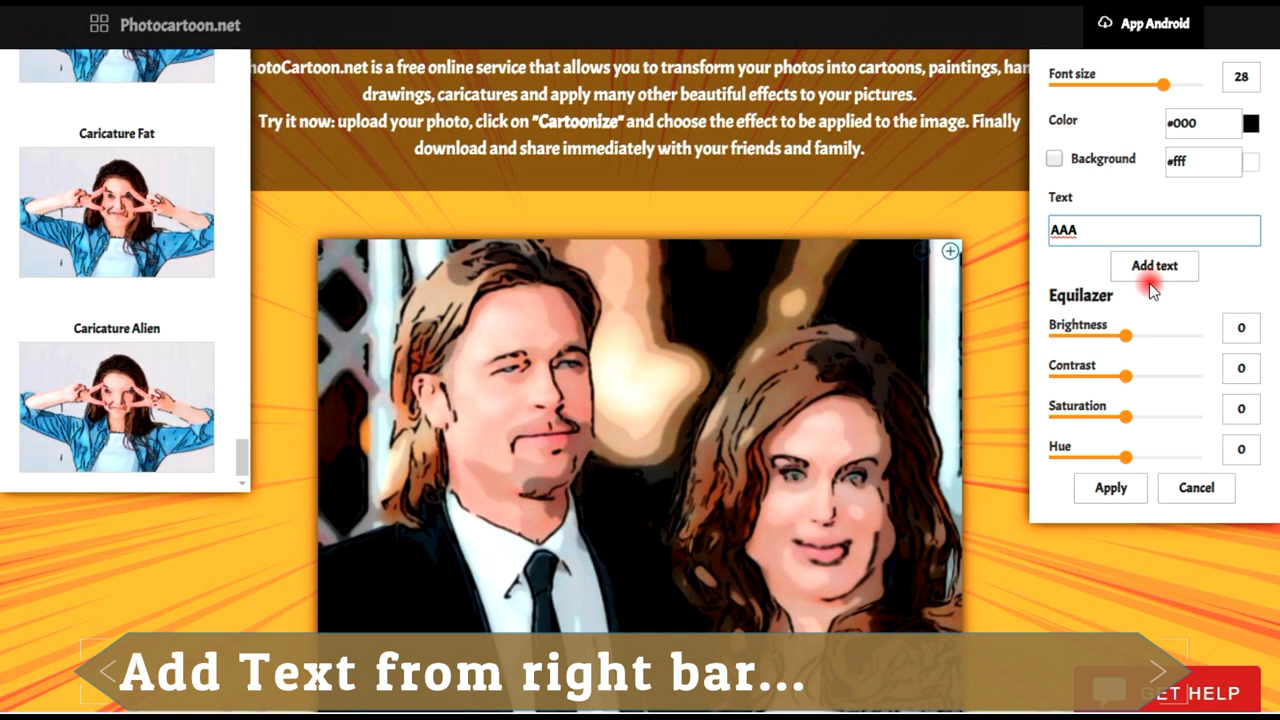 Photocartoon.net
App Android
hotoCartoon.net is a free online service that allows you to transform your photos into cartoons, paintings, han
drawings, caricatures and apply many other beautiful effects to your pictures.
Try it now: upload your photo, click on "Cartoonize" and choose the effect to be applied to the image. Finally
download and share immediately with your friends and family.
Caricature Fat
Caricature Alien
Font size
28
Color
#000
Background
#fff
Text
AAA
Add text
Equilazer
Brightness
0
Contrast
0
Saturation
0
Hue
0
Apply
Cancel
Add Text from right bar...
GET HELP